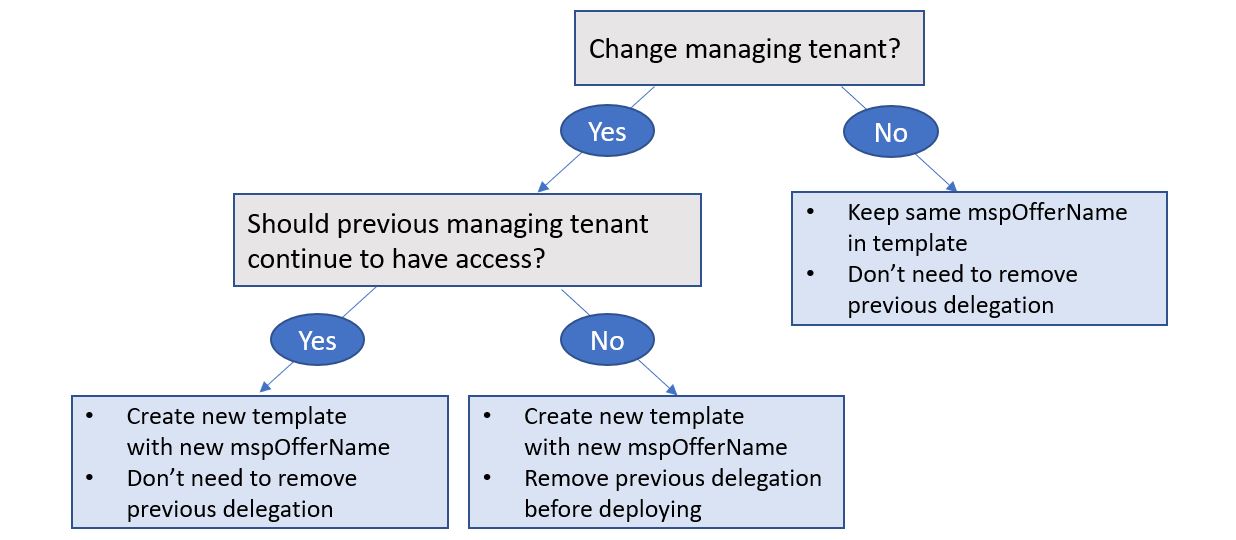 Change managing tenant?
Yes
No
Should previous managing tenant
continue to have access?
• Keep same mspOfferName
in template
• Don’t need to remove
previous delegation
Yes
No
• Create new template
with new mspOfferName
• Don’t need to remove
previous delegation
• Create new template
with new mspOfferName
• Remove previous delegation
before deploying